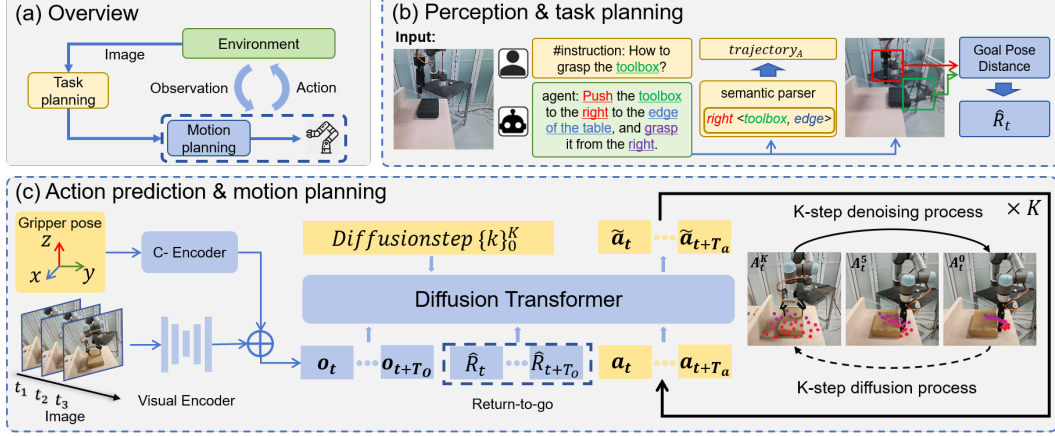 (a) Overview
Image
Environment
Task
planning
Observation
Action
Motion
planning
(b) Perception & task planning
Input:
#instruction: How to
grasp the toolbox?
agent: Push the toolbox
to the right to the edge
of the table, and grasp
it from the right.
trajectory_A
semantic parser
right <toolbox, edge>
Goal Pose
Distance
R̂_t
(c) Action prediction & motion planning
Gripper pose
z
x
y
C- Encoder
t_1
t_2
t_3
Image
Visual Encoder
Diffusionstep {k}_0^K
Diffusion Transformer
o_t
o_{t+T_O}
R̂_t
R̂_{t+T_O}
Return-to-go
ã_t
ã_{t+T_a}
a_t
a_{t+T_a}
K-step denoising process
× K
A_t^K
A_t^5
A_t^0
K-step diffusion process